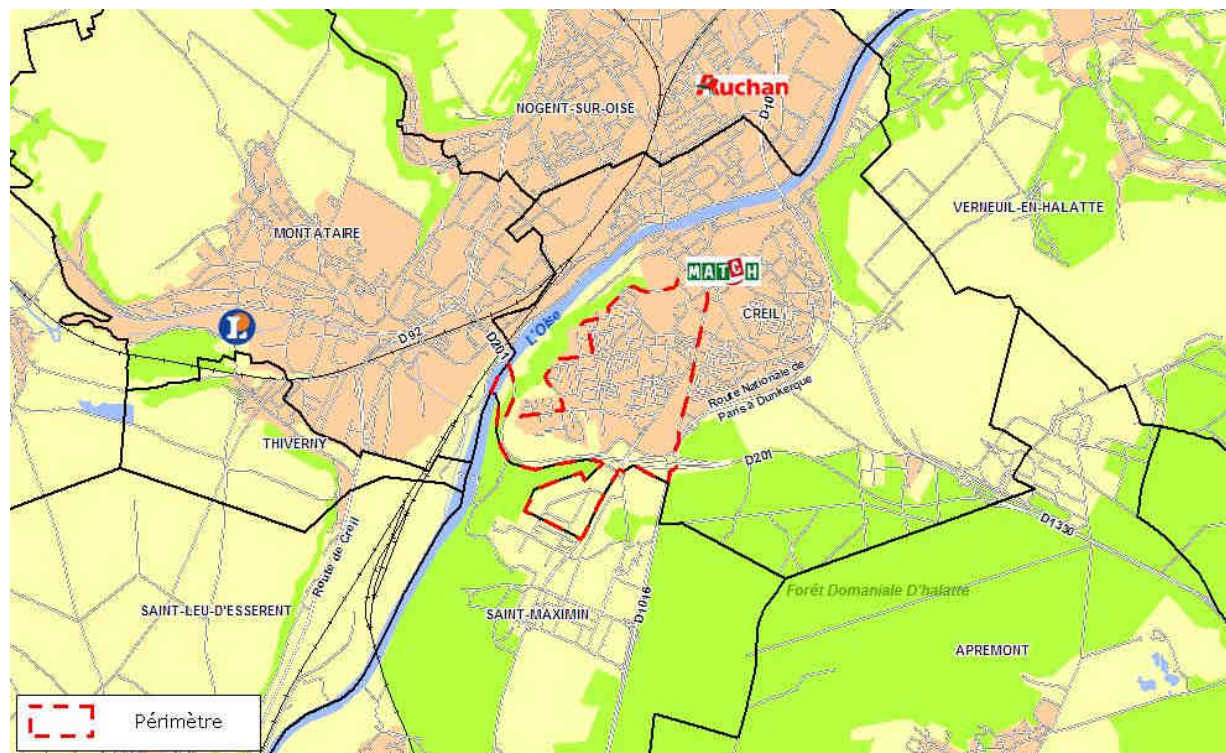 Auchan
D10
NOGENT-SUR-OISE
VERNEUIL-EN-HALATTE
MONTATAIRE
MATCH
CREIL
L
D92
D201
L'Oise
Route Nationale de
Paris à Dunkerque
THIVERNY
D201
D1330
Route de Creil
Forêt Domaniale D'halatte
SAINT-LEU-D'ESSERENT
SAINT-MAXIMIN
D1016
APREMONT
Périmètre